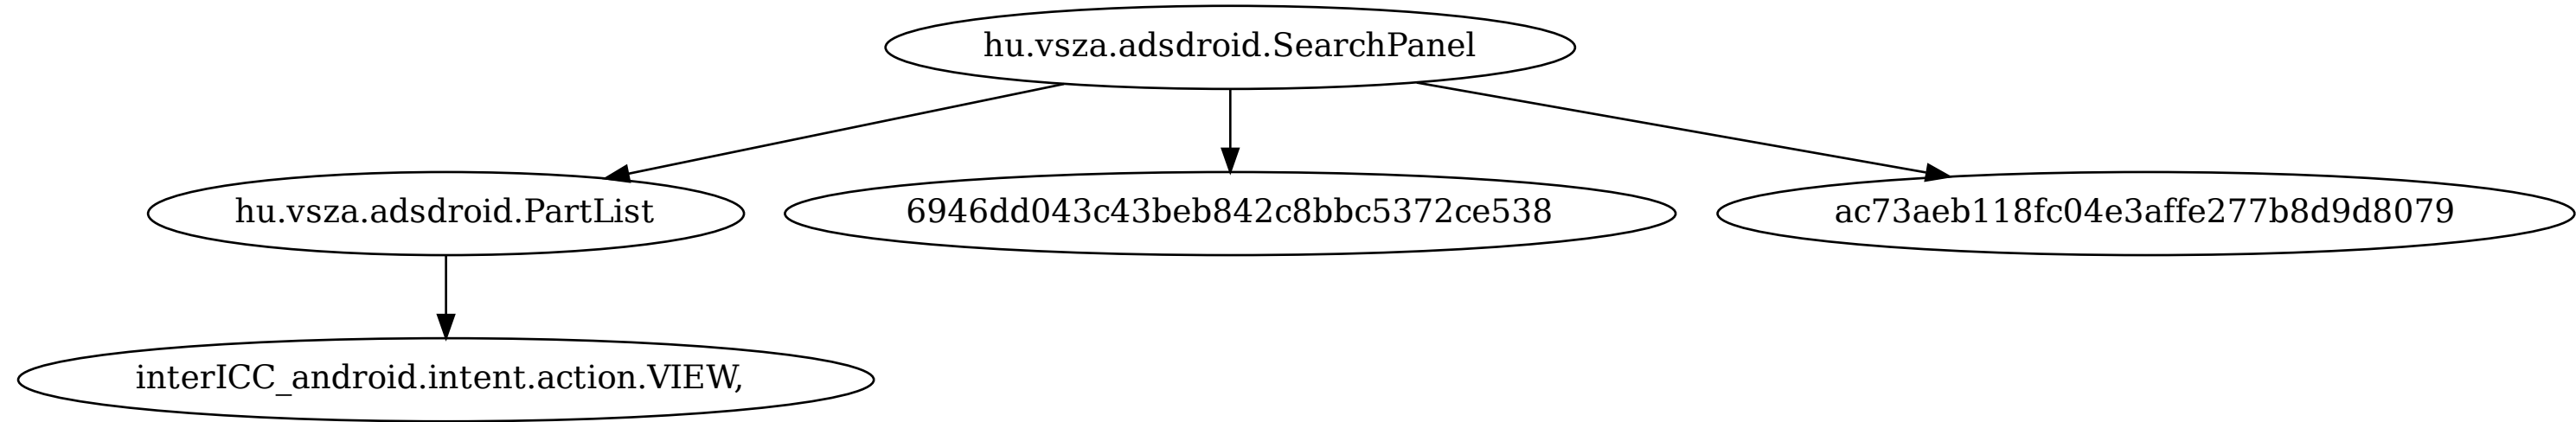 hu.vsza.adsdroid.SearchPanel
hu.vsza.adsdroid.PartList
6946dd043c43beb842c8bbc5372ce538
ac73aeb118fc04e3affe277b8d9d8079
interICC_android.intent.action.VIEW,